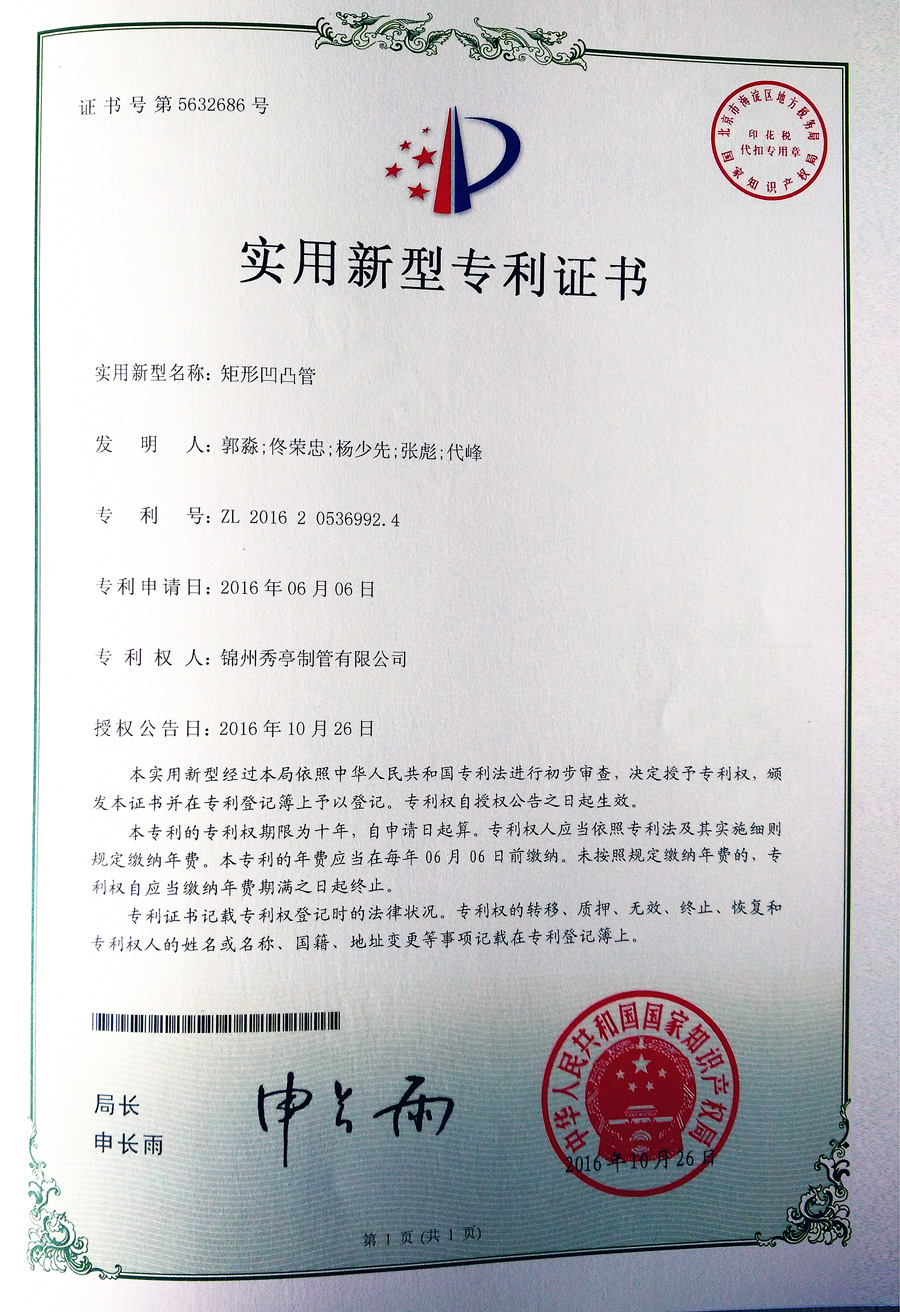 证书号第5632686号
北京市海淀区地方税务局
印花税
代扣专用章
国家知识产权局
实用新型专利证书
实用新型名称：矩形凹凸管
发明人：郭淼;佟荣忠;杨少先;张彪;代峰
专利号：ZL 2016 2 0536992.4
专利申请日：2016年06月06日
专利权人：锦州秀亭制管有限公司
授权公告日：2016年10月26日
本实用新型经过本局依照中华人民共和国专利法进行初步审查，决定授予专利权，颁
发本证书并在专利登记簿上予以登记。专利权自授权公告之日起生效。
本专利的专利权期限为十年，自申请日起算。专利权人应当依照专利法及其实施细则
规定缴纳年费。本专利的年费应当在每年06月06日前缴纳。未按照规定缴纳年费的，专
利权自应当缴纳年费期满之日起终止。
专利证书记载专利权登记时的法律状况。专利权的转移、质押、无效、终止、恢复和
专利权人的姓名或名称、国籍、地址变更等事项记载在专利登记簿上。
局长
申长雨
申长雨
中华人民共和国国家知识产权局
2016年10月26日
第1页(共1页)